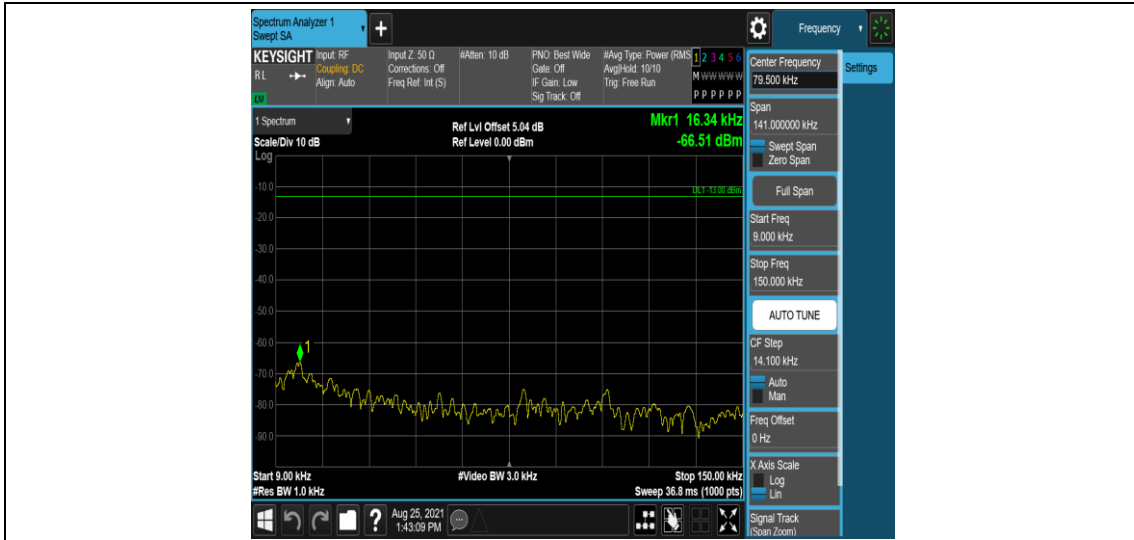 Spectrum Analyzer 1
Swept SA
Frequency
KEYSIGHT
RL
LXI
Input: RF
Coupling: DC
Align: Auto
Input Z: 50 Ω
Corrections: Off
Freq Ref: Int (S)
#Atten: 10 dB
PNO: Best Wide
Gate: Off
IF Gain: Low
Sig Track: Off
#Avg Type: Power (RMS
Avg|Hold: 10/10
Trig: Free Run
1 2 3 4 5 6
M W W W W W
P P P P P P
1 Spectrum
Scale/Div 10 dB
Log
Ref Lvl Offset 5.04 dB
Ref Level 0.00 dBm
Mkr1 16.34 kHz
-66.51 dBm
DL1 -13.00 dBm
-10.0
-20.0
-30.0
-40.0
-50.0
-60.0
-70.0
-80.0
-90.0
1
Start 9.00 kHz
#Res BW 1.0 kHz
#Video BW 3.0 kHz
Stop 150.00 kHz
Sweep 36.8 ms (1000 pts)
Center Frequency
79.500 kHz
Span
141.000000 kHz
Swept Span
Zero Span
Full Span
Start Freq
9.000 kHz
Stop Freq
150.000 kHz
AUTO TUNE
CF Step
14.100 kHz
Auto
Man
Freq Offset
0 Hz
X Axis Scale
Log
Lin
Signal Track
(Span Zoom)
Settings
?
Aug 25, 2021
1:43:09 PM